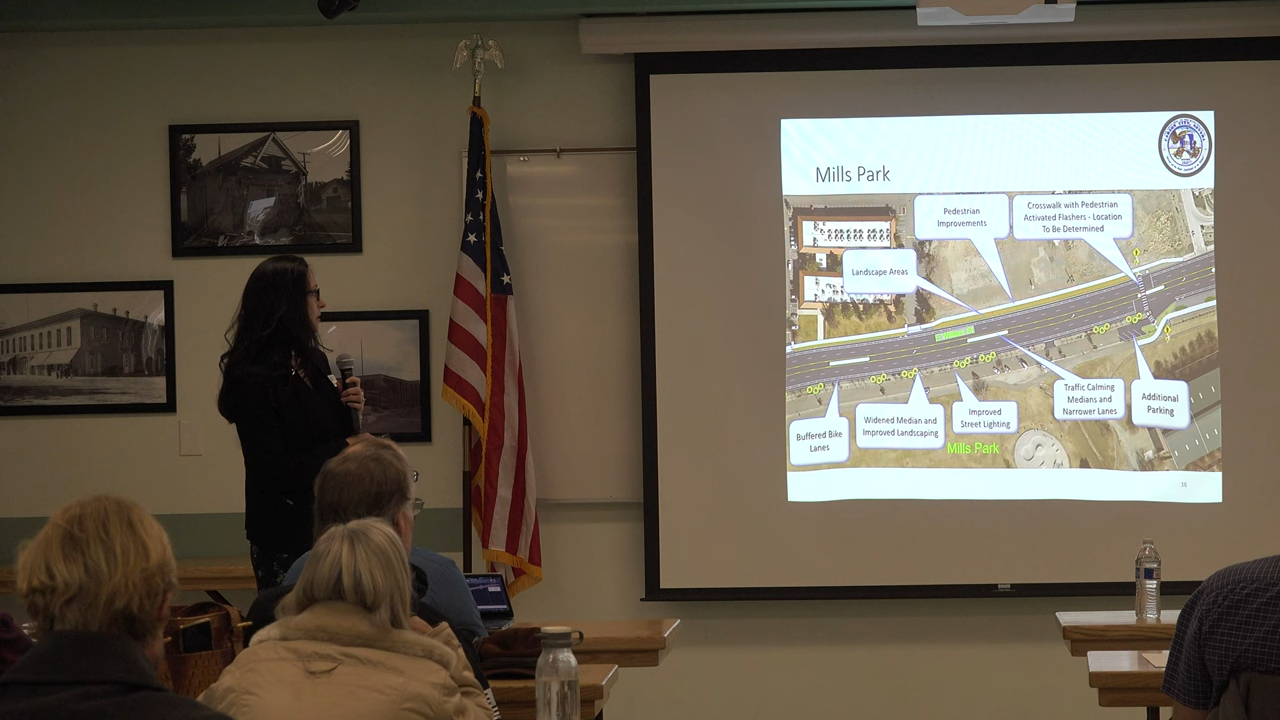 Mills Park
Pedestrian
Improvements
Crosswalk with Pedestrian
Activated Flashers - Location
To Be Determined
Landscape Areas
Traffic Calming
Medians and
Narrower Lanes
Additional
Parking
Buffered Bike
Lanes
Widened Median and
Improved Landscaping
Improved
Street Lighting
Mills Park
16